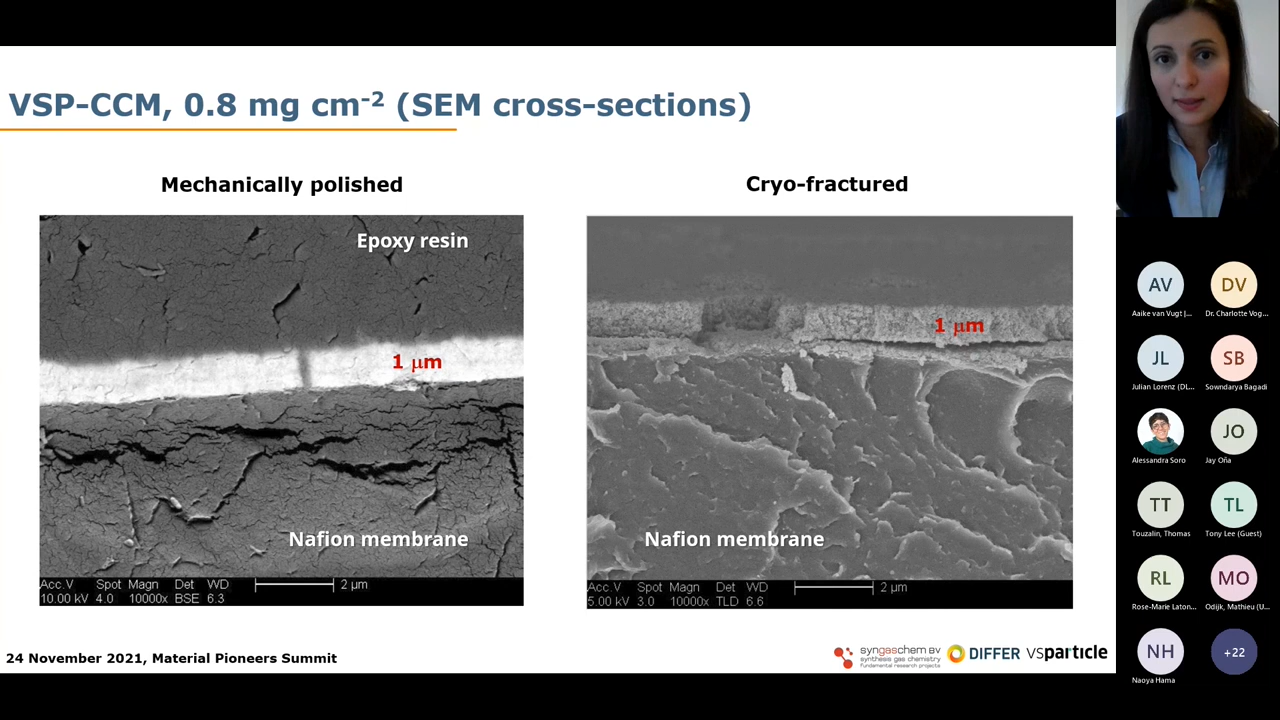 VSP-CCM, 0.8 mg cm-2 (SEM cross-sections)
Mechanically polished
Cryo-fractured
Epoxy resin
1 μm
Nafion membrane
Acc.V Spot Magn Det WD
10.00 kV 4.0 10000x BSE 6.3
2 μm
1 μm
Nafion membrane
Acc.V Spot Magn Det WD
5.00 kV 3.0 10000x TLD 6.6
2 μm
24 November 2021, Material Pioneers Summit
syngaschem BV
synthesis gas chemistry
fundamental research projects
DIFFER
VSPARTICLE
AV
Aaike van Vugt |...
DV
Dr. Charlotte Vog...
JL
Julian Lorenz (DL...
SB
Sowndarya Bagadi
Alessandra Soro
JO
Jay Oña
TT
Touzalin, Thomas
TL
Tony Lee (Guest)
RL
Rose-Marie Laton...
MO
Odijk, Mathieu (U...
NH
Naoya Hama
+22